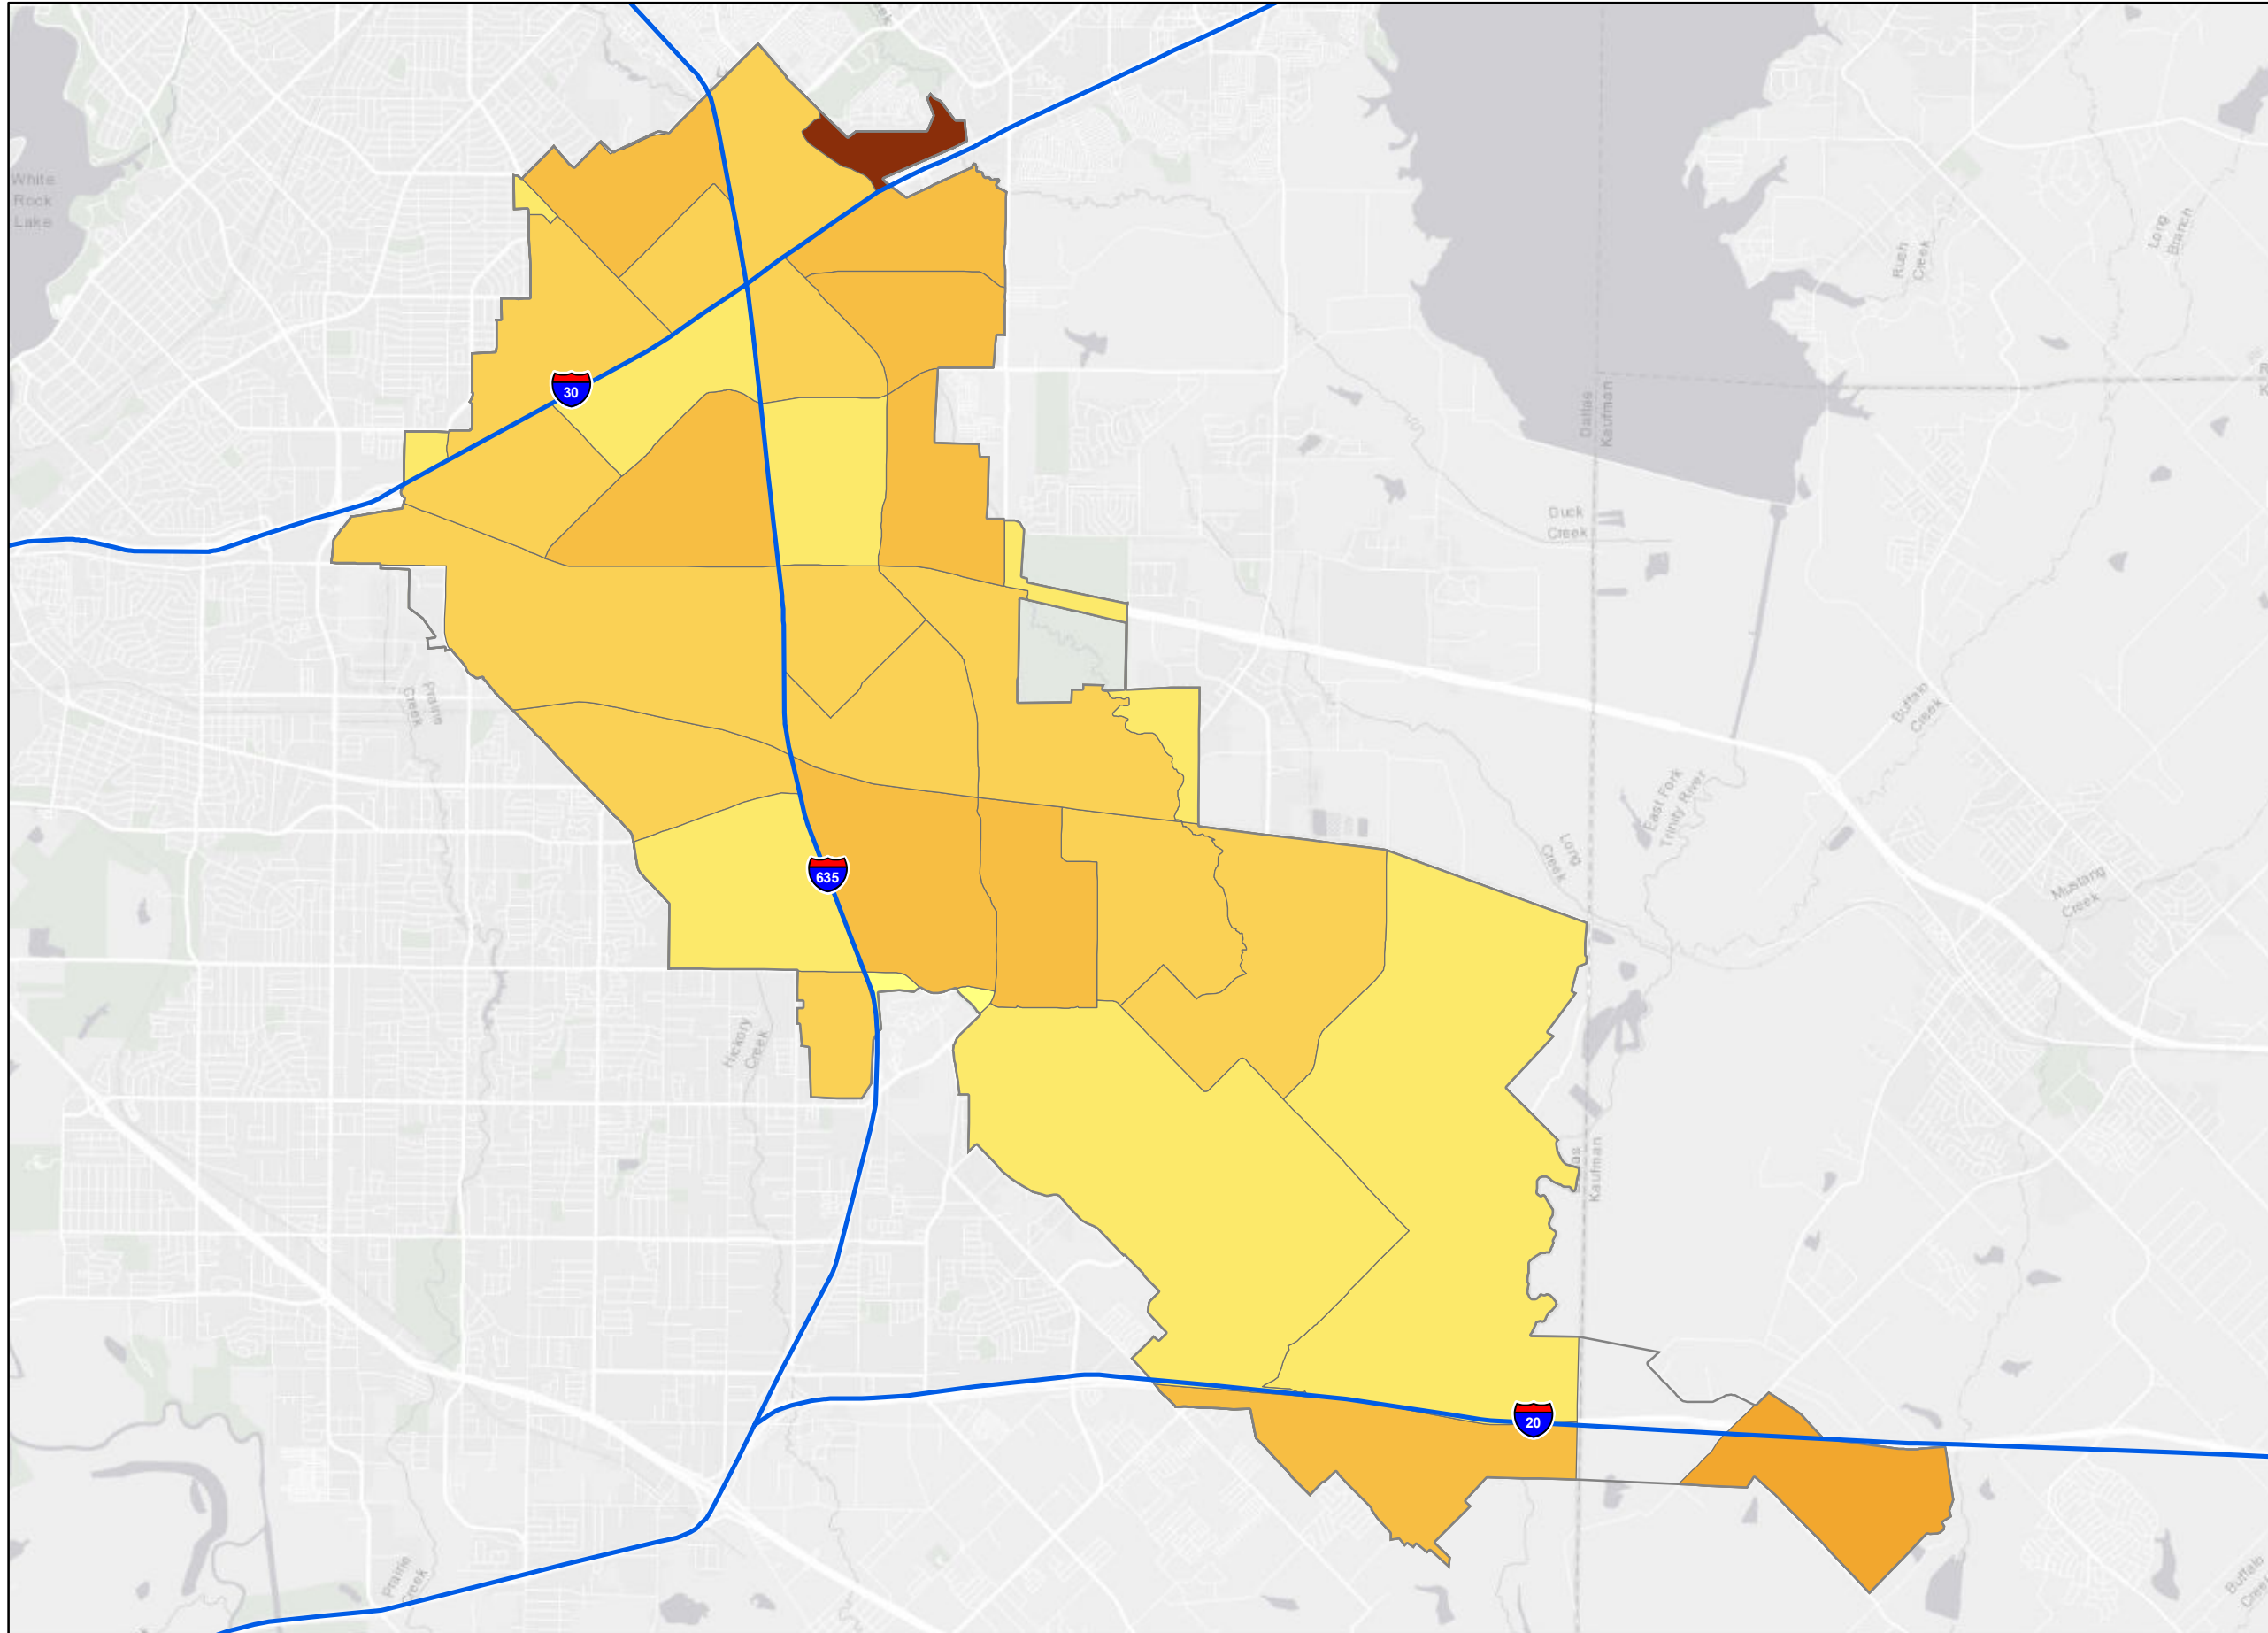 White
Rock
Lake
Long
Branch
Rush
Creek
30
Dallas
Kaufman
Duck
Creek
Prairie
Creek
Buffalo
Creek
East Fork
Trinity River
Long
Creek
635
Mustang
Creek
Hickory
Creek
Kaufman
20
Prairie
Creek
Buffalo